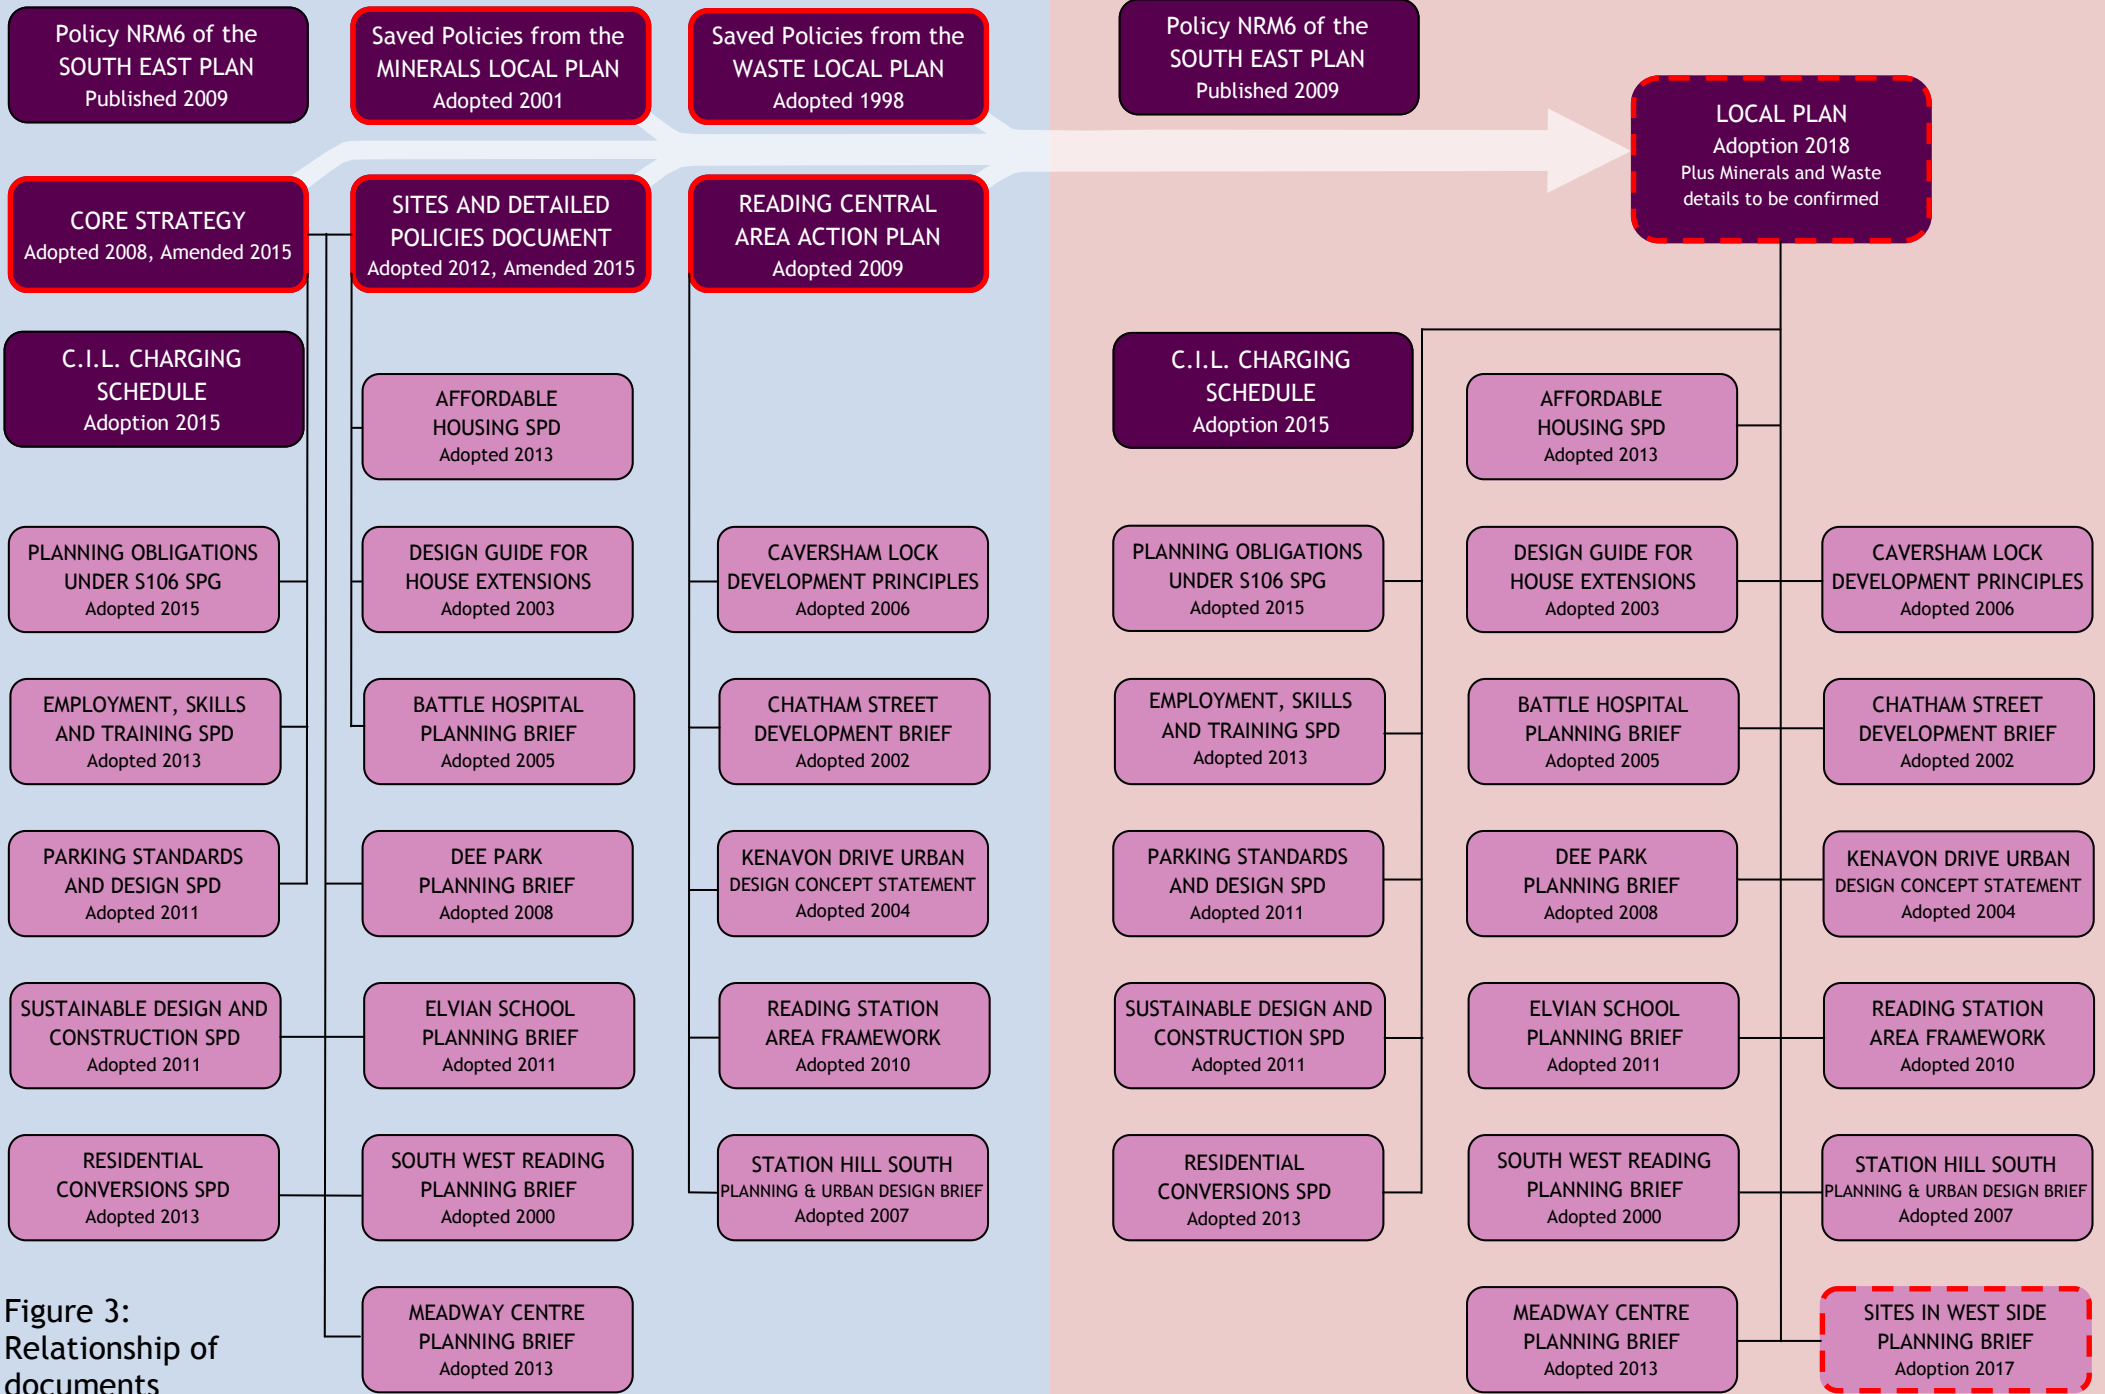 Policy NRM6 of the
SOUTH EAST PLAN
Published 2009
Saved Policies from the
MINERALS LOCAL PLAN
Adopted 2001
Saved Policies from the
WASTE LOCAL PLAN
Adopted 1998
CORE STRATEGY
Adopted 2008, Amended 2015
SITES AND DETAILED
POLICIES DOCUMENT
Adopted 2012, Amended 2015
READING CENTRAL
AREA ACTION PLAN
Adopted 2009
C.I.L. CHARGING
SCHEDULE
Adoption 2015
AFFORDABLE
HOUSING SPD
Adopted 2013
PLANNING OBLIGATIONS
UNDER S106 SPG
Adopted 2015
DESIGN GUIDE FOR
HOUSE EXTENSIONS
Adopted 2003
CAVERSHAM LOCK
DEVELOPMENT PRINCIPLES
Adopted 2006
EMPLOYMENT, SKILLS
AND TRAINING SPD
Adopted 2013
BATTLE HOSPITAL
PLANNING BRIEF
Adopted 2005
CHATHAM STREET
DEVELOPMENT BRIEF
Adopted 2002
PARKING STANDARDS
AND DESIGN SPD
Adopted 2011
DEE PARK
PLANNING BRIEF
Adopted 2008
KENAVON DRIVE URBAN
DESIGN CONCEPT STATEMENT
Adopted 2004
SUSTAINABLE DESIGN AND
CONSTRUCTION SPD
Adopted 2011
ELVIAN SCHOOL
PLANNING BRIEF
Adopted 2011
READING STATION
AREA FRAMEWORK
Adopted 2010
RESIDENTIAL
CONVERSIONS SPD
Adopted 2013
SOUTH WEST READING
PLANNING BRIEF
Adopted 2000
STATION HILL SOUTH
PLANNING & URBAN DESIGN BRIEF
Adopted 2007
MEADWAY CENTRE
PLANNING BRIEF
Adopted 2013
Figure 3:
Relationship of
documents
Policy NRM6 of the
SOUTH EAST PLAN
Published 2009
LOCAL PLAN
Adoption 2018
Plus Minerals and Waste
details to be confirmed
C.I.L. CHARGING
SCHEDULE
Adoption 2015
AFFORDABLE
HOUSING SPD
Adopted 2013
PLANNING OBLIGATIONS
UNDER S106 SPG
Adopted 2015
DESIGN GUIDE FOR
HOUSE EXTENSIONS
Adopted 2003
CAVERSHAM LOCK
DEVELOPMENT PRINCIPLES
Adopted 2006
EMPLOYMENT, SKILLS
AND TRAINING SPD
Adopted 2013
BATTLE HOSPITAL
PLANNING BRIEF
Adopted 2005
CHATHAM STREET
DEVELOPMENT BRIEF
Adopted 2002
PARKING STANDARDS
AND DESIGN SPD
Adopted 2011
DEE PARK
PLANNING BRIEF
Adopted 2008
KENAVON DRIVE URBAN
DESIGN CONCEPT STATEMENT
Adopted 2004
SUSTAINABLE DESIGN AND
CONSTRUCTION SPD
Adopted 2011
ELVIAN SCHOOL
PLANNING BRIEF
Adopted 2011
READING STATION
AREA FRAMEWORK
Adopted 2010
RESIDENTIAL
CONVERSIONS SPD
Adopted 2013
SOUTH WEST READING
PLANNING BRIEF
Adopted 2000
STATION HILL SOUTH
PLANNING & URBAN DESIGN BRIEF
Adopted 2007
MEADWAY CENTRE
PLANNING BRIEF
Adopted 2013
SITES IN WEST SIDE
PLANNING BRIEF
Adoption 2017